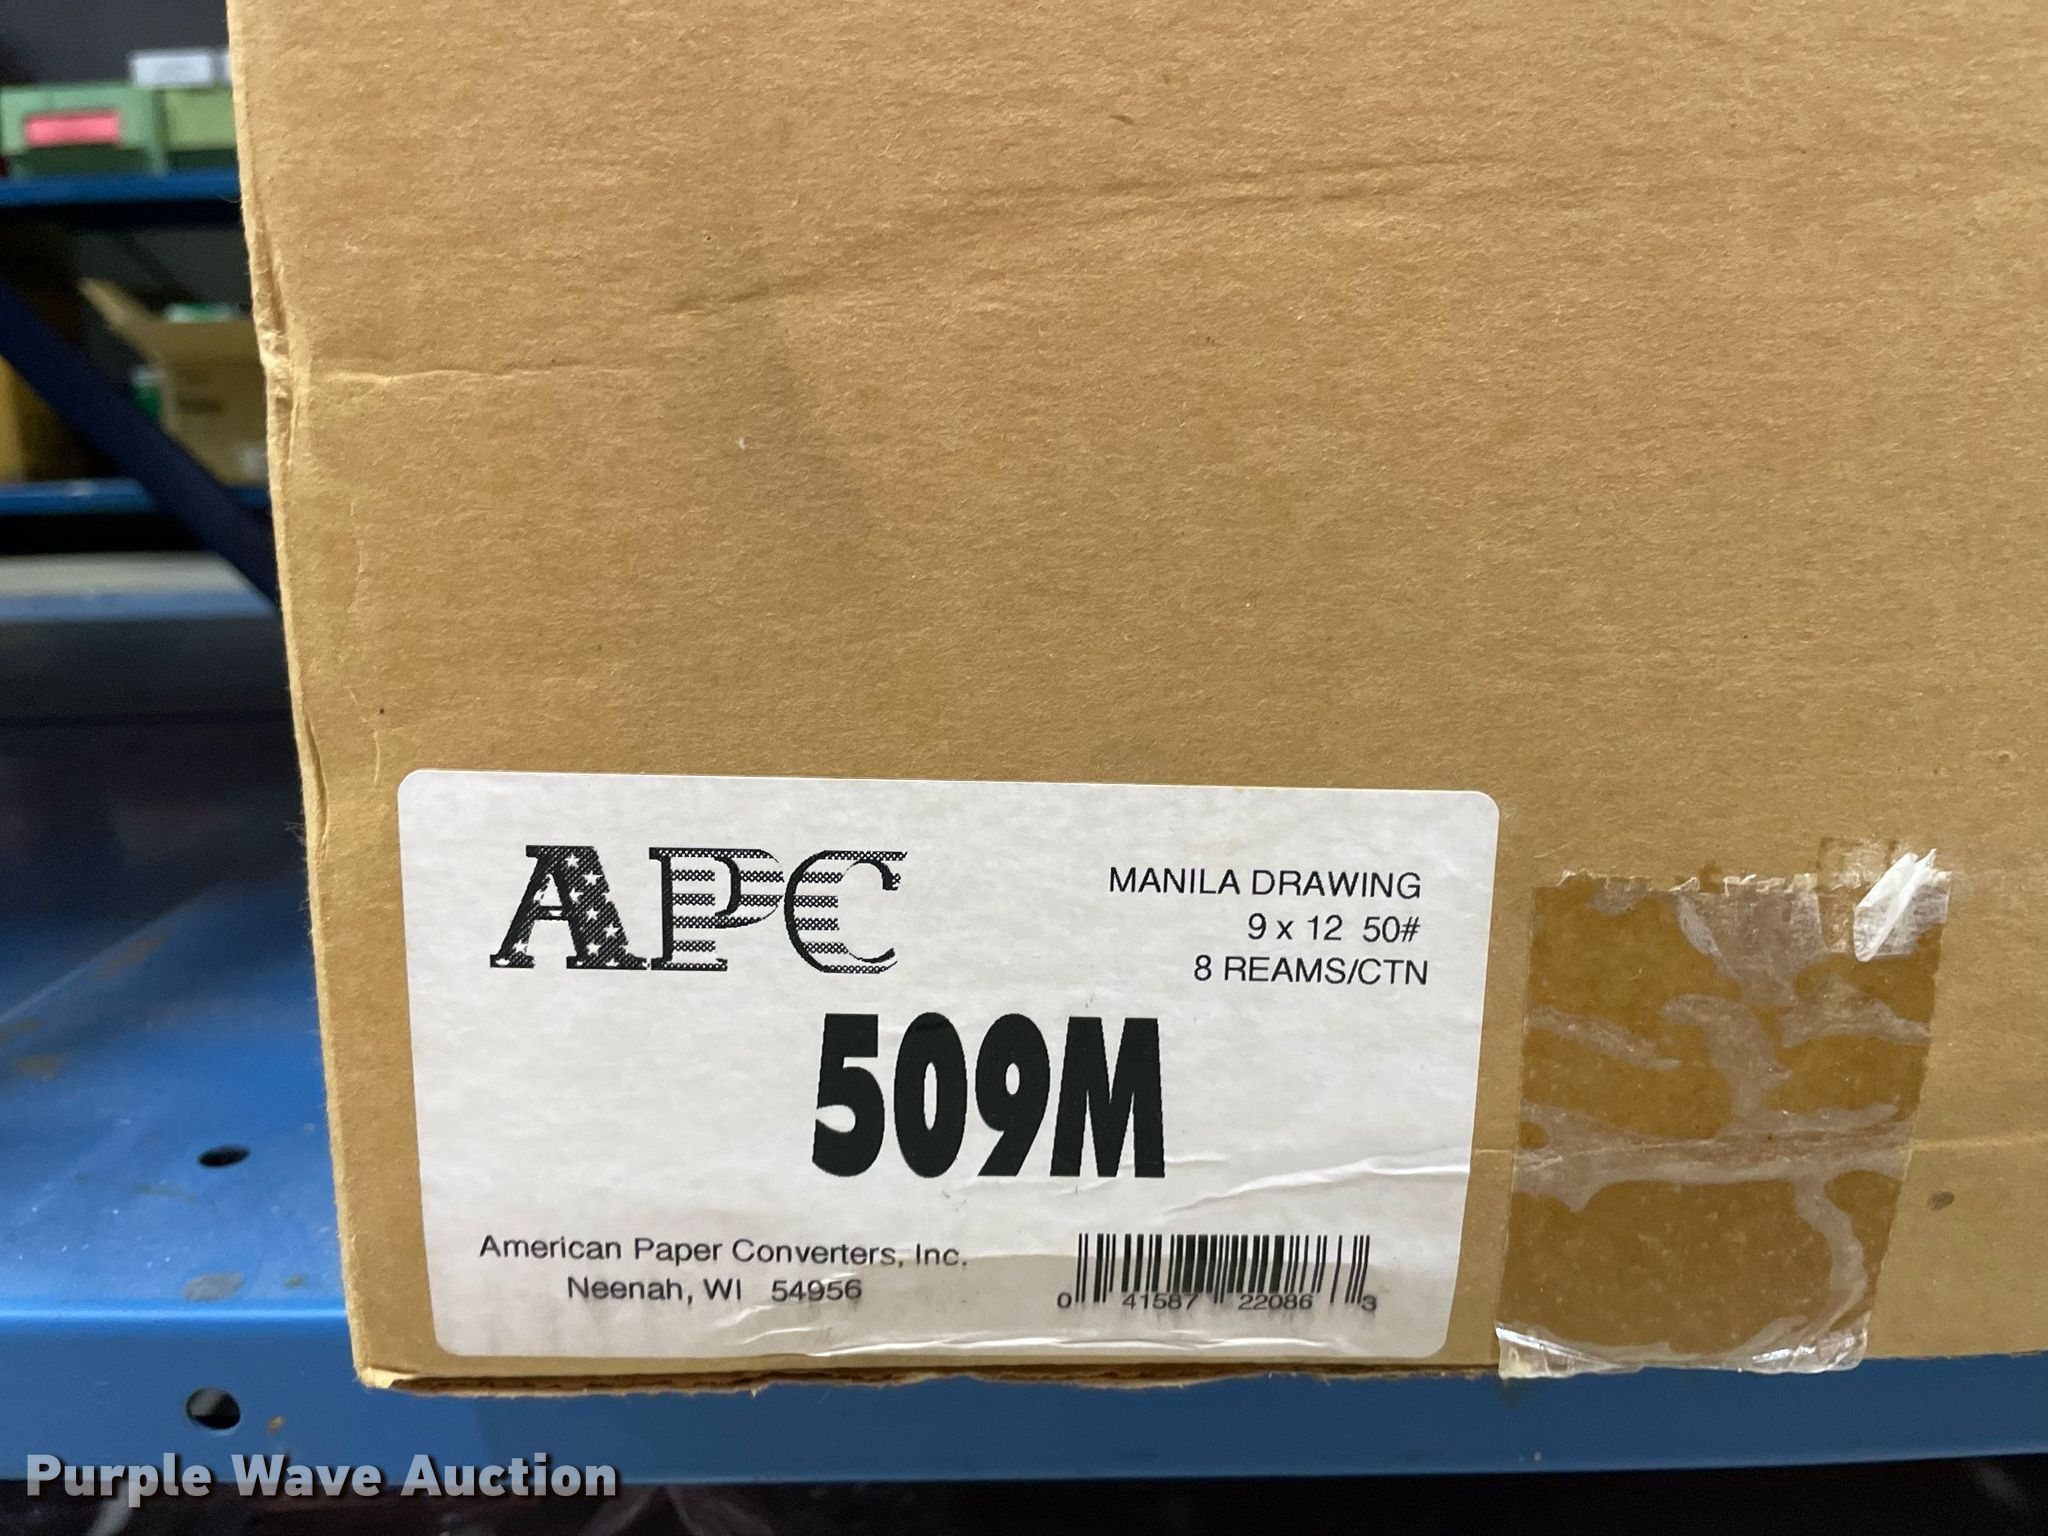 APC
MANILA DRAWING
9 x 12 50#
8 REAMS/CTN
509M
American Paper Converters, Inc.
Neenah, WI 54956
0 41587 22086 3
Purple Wave Auction